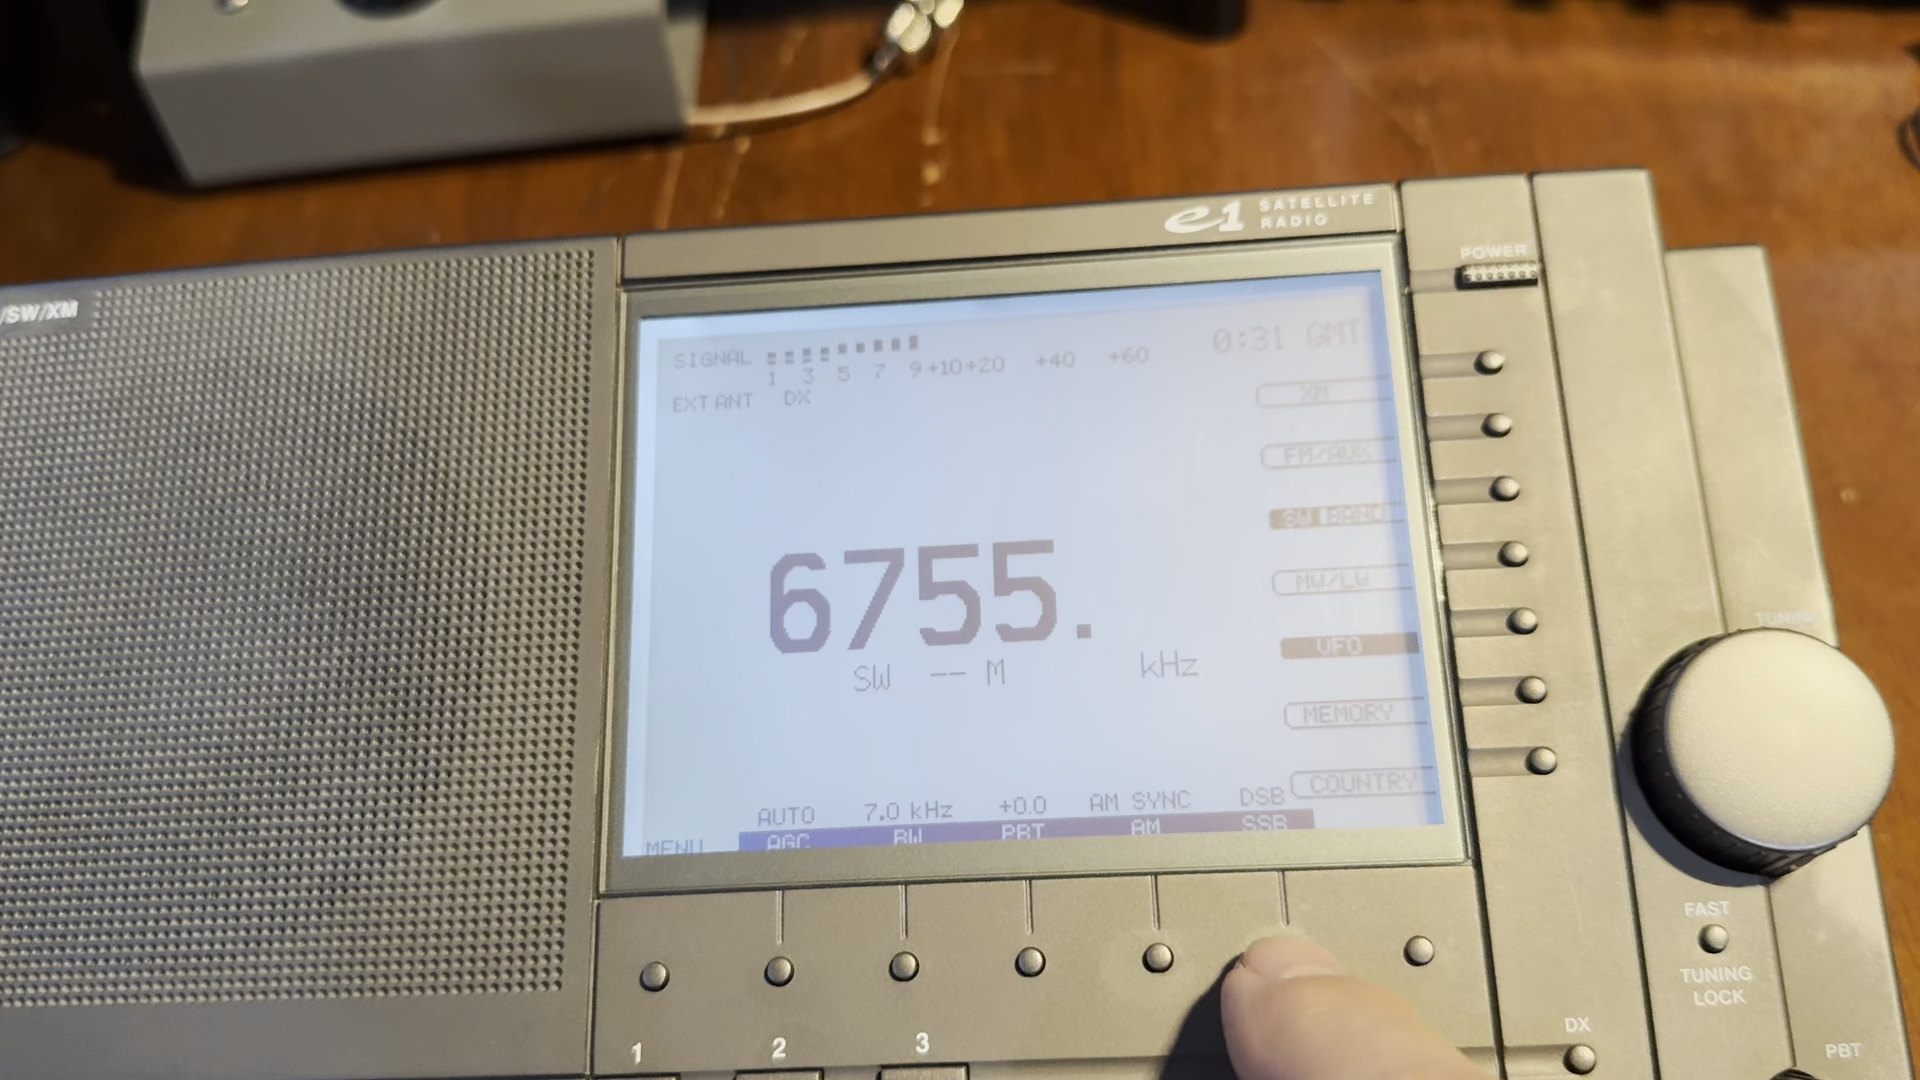 /SW/XM
e1 SATELLITE
RADIO
POWER
SIGNAL
1 3 5 7 9 +10 +20 +40 +60
0:31 GMT
EXT ANT DX
XM
FM/AUX
SW BAND
MW/LW
VFO
MEMORY
COUNTRY
6755.
SW -- M kHz
AUTO 7.0 kHz +0.0 AM SYNC DSB
MENU AGC BW PBT AM SSB
TUNING
FAST
TUNING
LOCK
DX
PBT
1 2 3